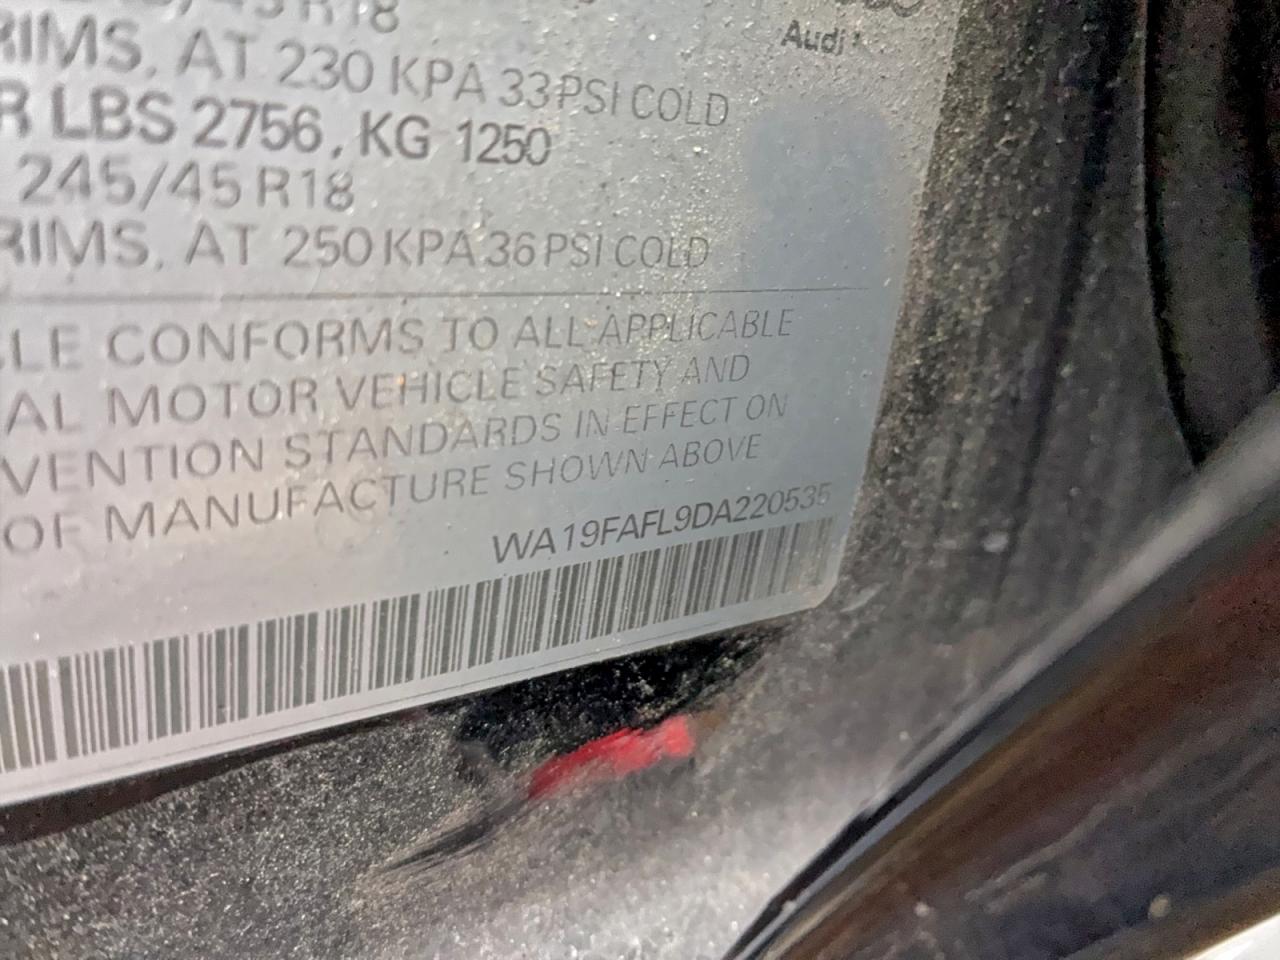 Audi
RIMS, AT 230 KPA 33 PSI COLD
R LBS 2756, KG 1250
245/45 R18
RIMS, AT 250 KPA 36 PSI COLD
LE CONFORMS TO ALL APPLICABLE
AL MOTOR VEHICLE SAFETY AND
VENTION STANDARDS IN EFFECT ON
OF MANUFACTURE SHOWN ABOVE
WA19FAFL9DA220535